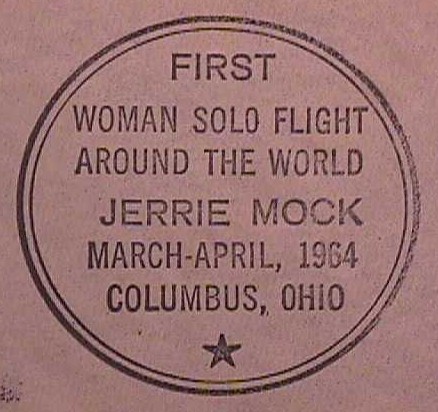 FIRST
WOMAN SOLO FLIGHT
AROUND THE WORLD
JERRIE MOCK
MARCH-APRIL, 1964
COLUMBUS, OHIO